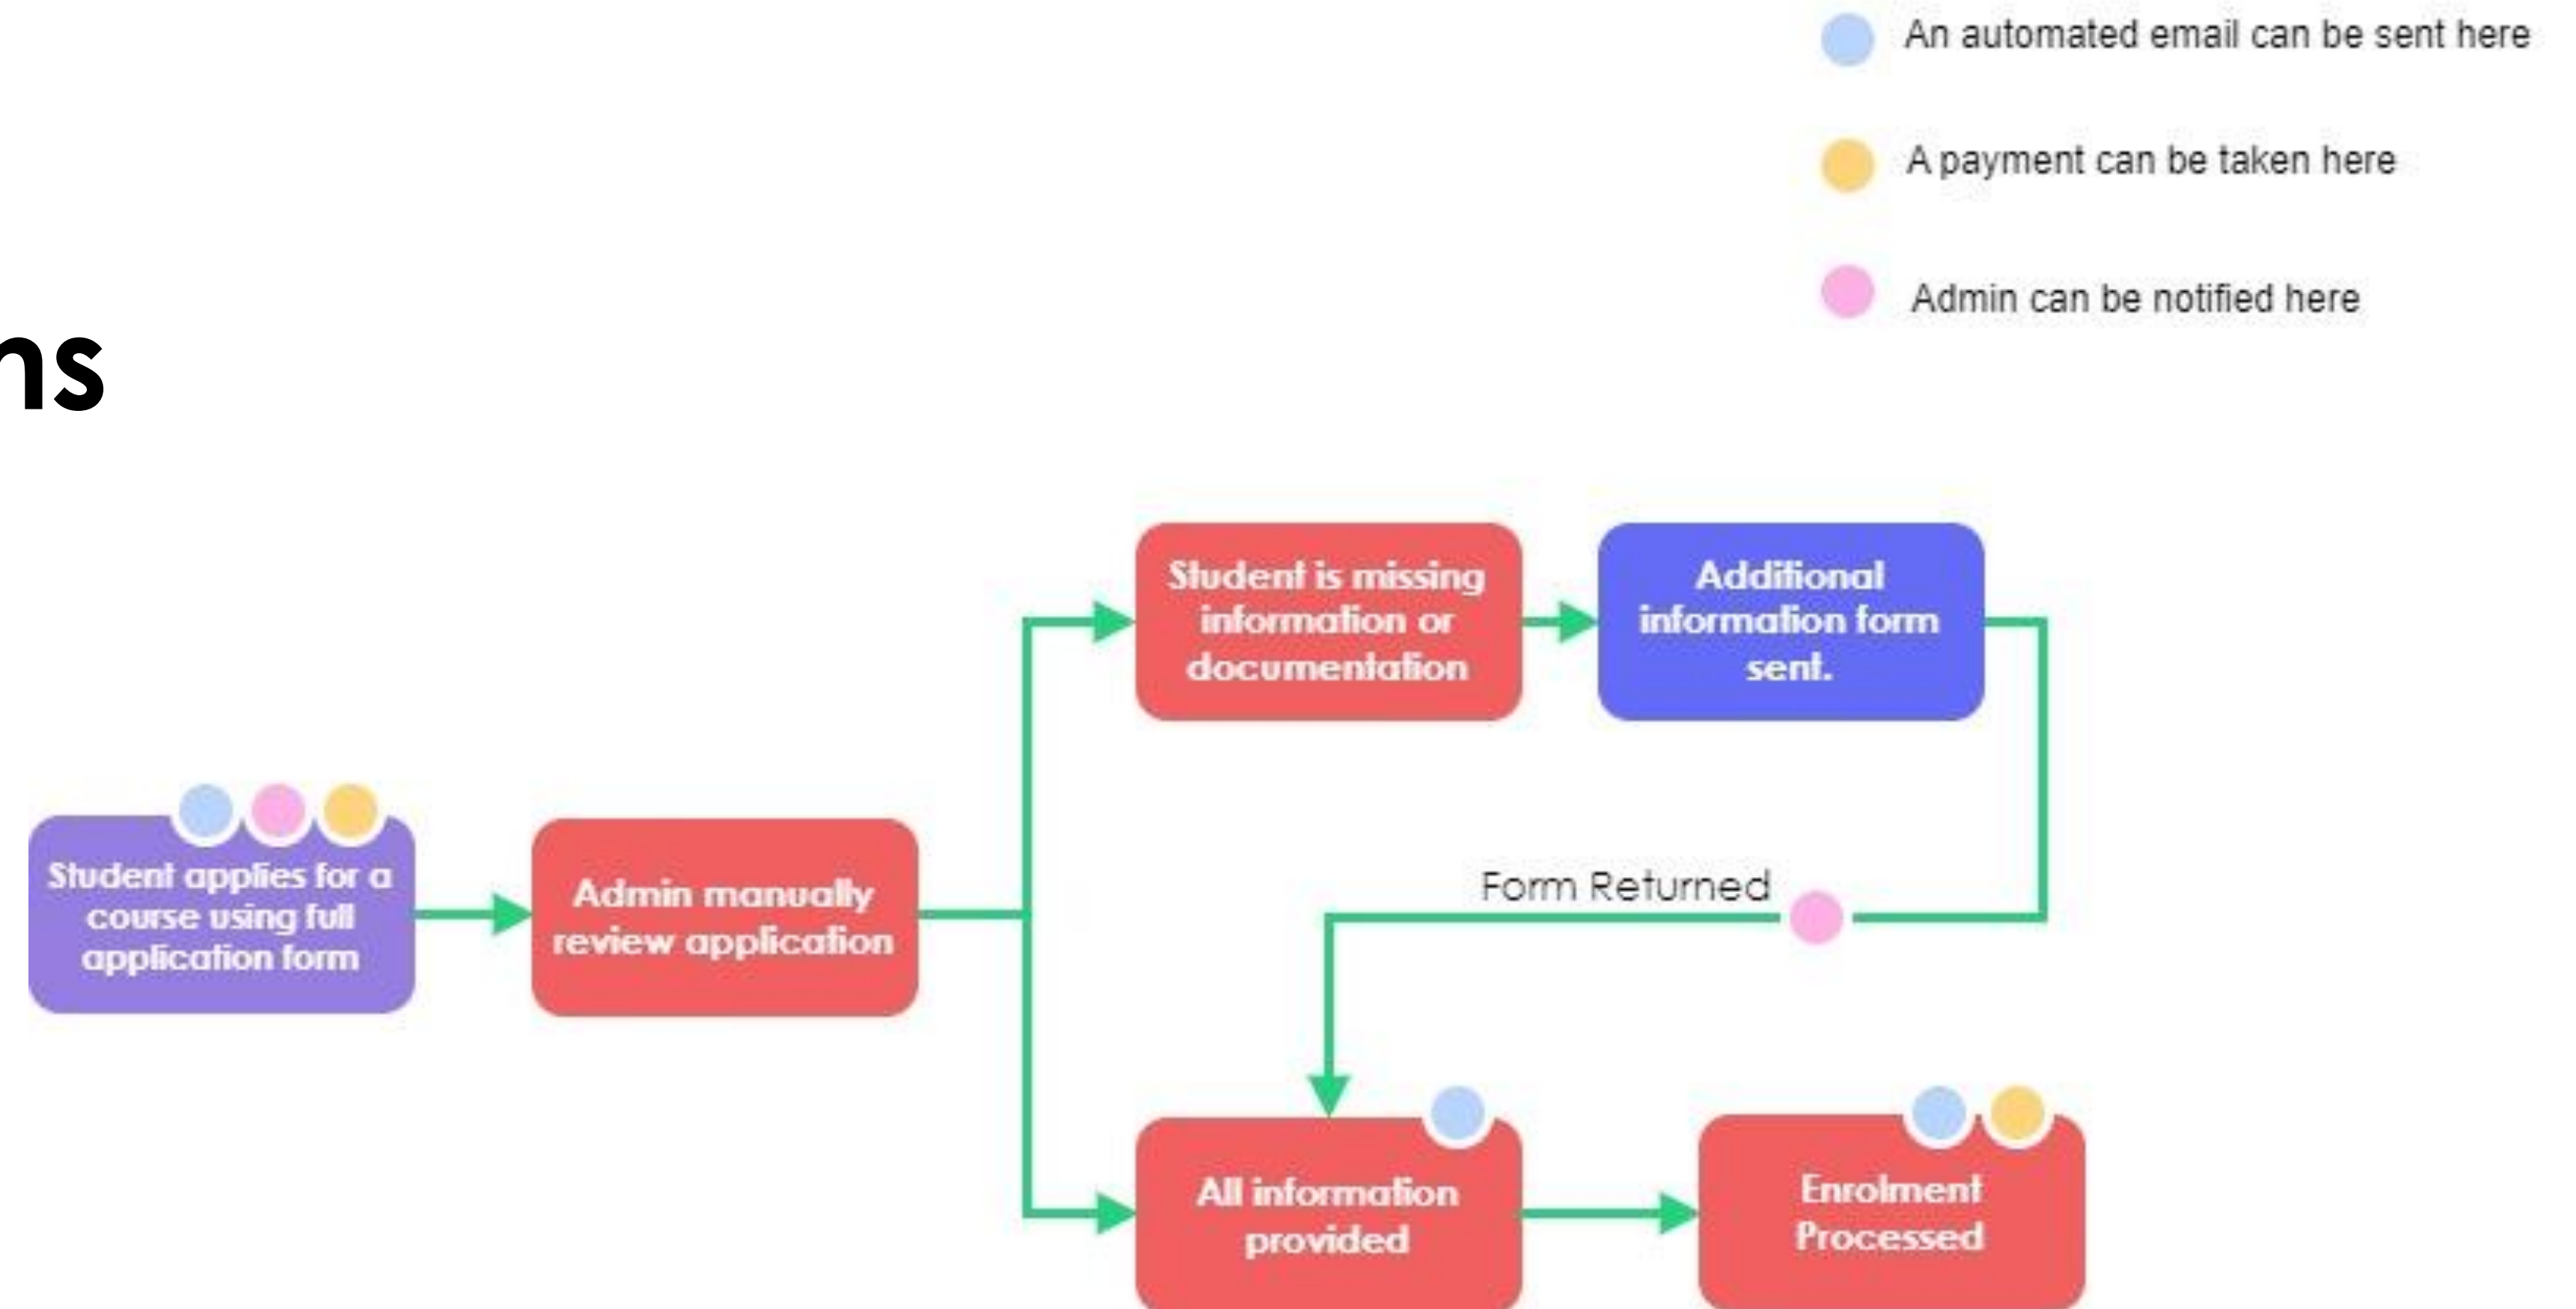 An automated email can be sent here
A payment can be taken here
Admin can be notified here
ns
Student is missing
information or
documentation
Additional
information form
sent.
Student applies for a
course using full
application form
Admin manually
review application
Form Returned
All information
provided
Enrolment
Processed